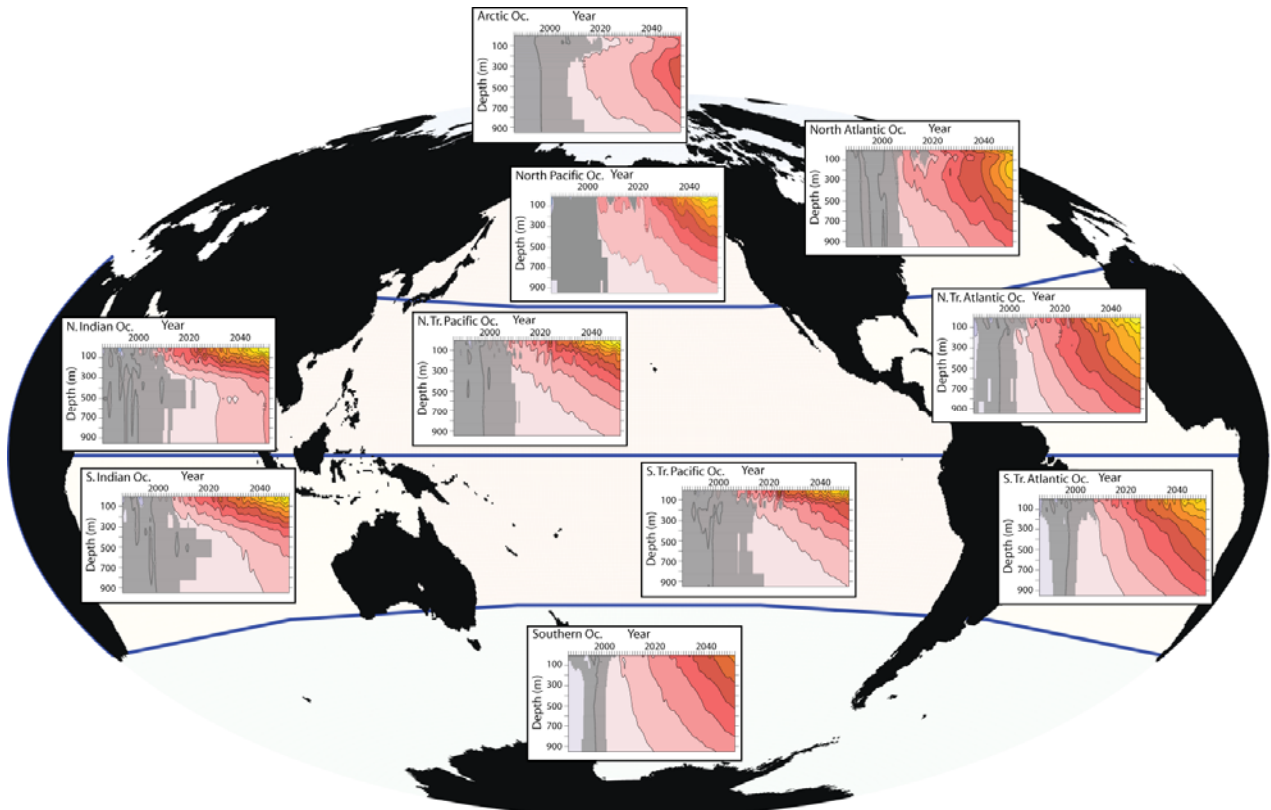 Arctic Oc. Year
2000 2020 2040
Depth (m)
100
300
500
700
900
North Atlantic Oc. Year
2000 2020 2040
Depth (m)
100
300
500
700
900
North Pacific Oc. Year
2000 2020 2040
Depth (m)
100
300
500
700
900
N. Tr. Atlantic Oc. Year
2000 2020 2040
Depth (m)
100
300
500
700
900
N. Indian Oc. Year
2000 2020 2040
Depth (m)
100
300
500
700
900
N. Tr. Pacific Oc. Year
2000 2020 2040
Depth (m)
100
300
500
700
900
S. Indian Oc. Year
2000 2020 2040
Depth (m)
100
300
500
700
900
S. Tr. Pacific Oc. Year
2000 2020 2040
Depth (m)
100
300
500
700
900
S. Tr. Atlantic Oc. Year
2000 2020 2040
Depth (m)
100
300
500
700
900
Southern Oc. Year
2000 2020 2040
Depth (m)
100
300
500
700
900